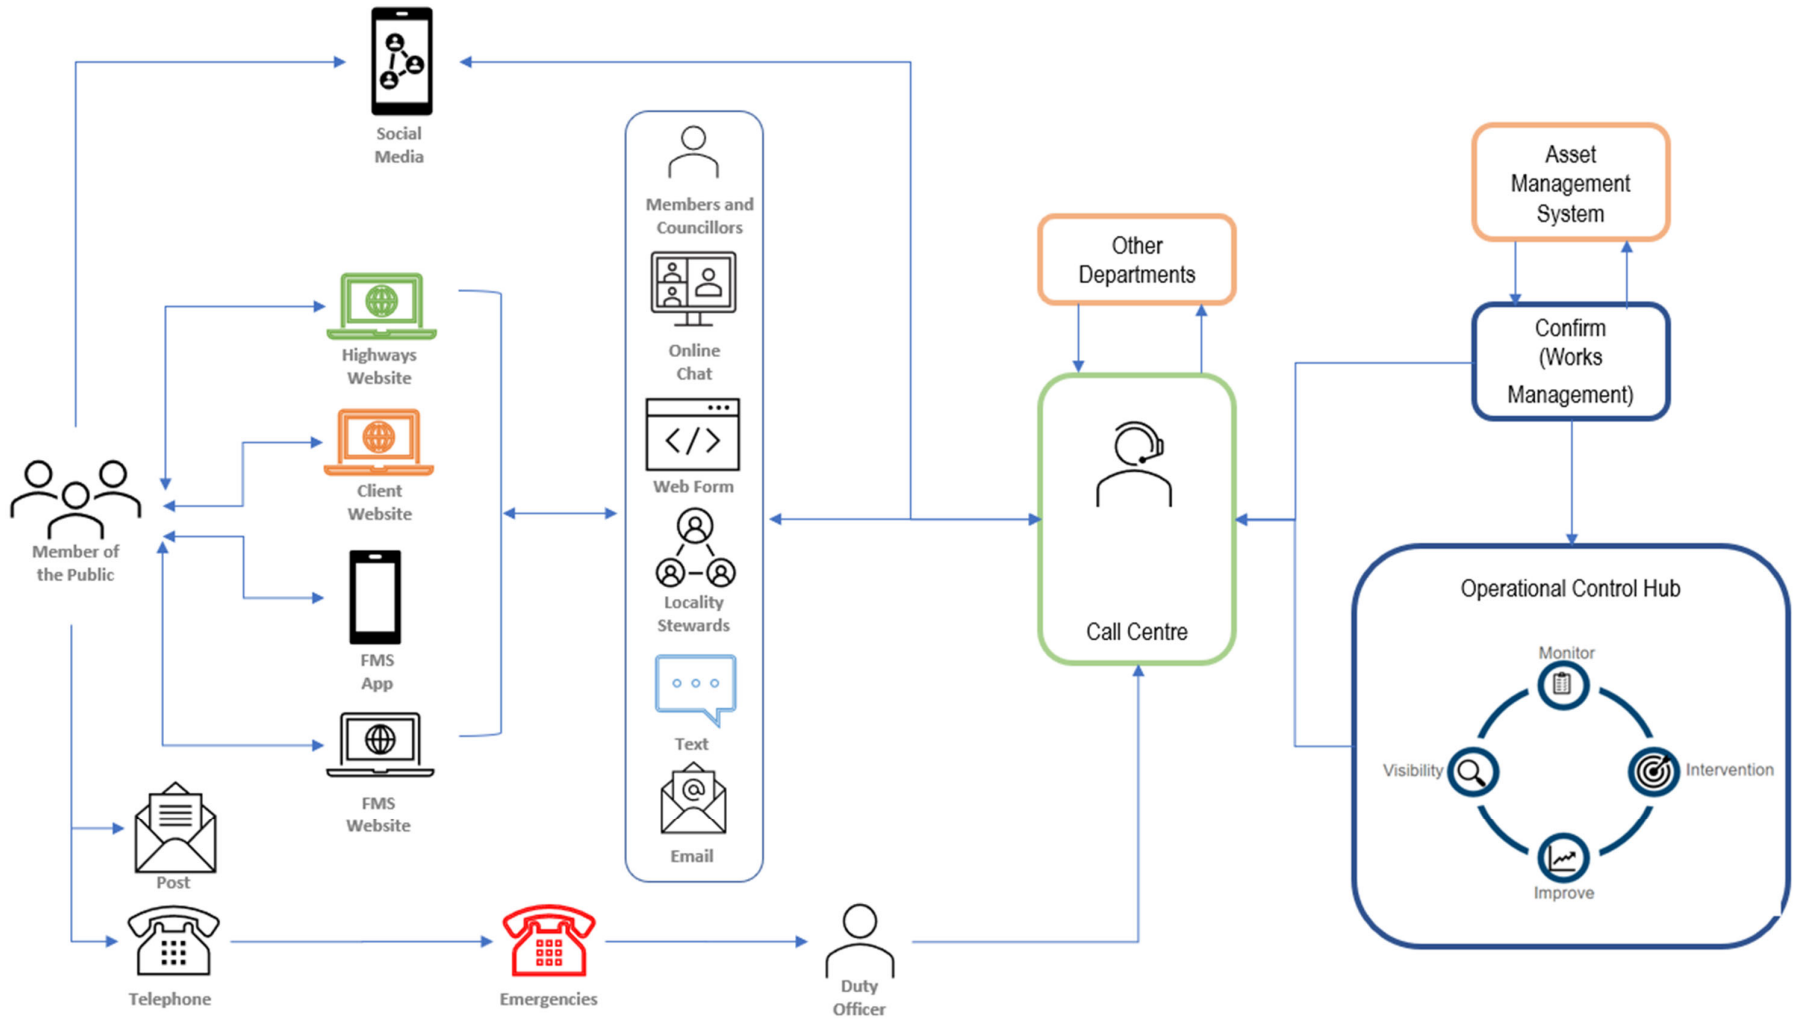 Social
Media
Members and
Councillors
Online
Chat
Web Form
Locality
Stewards
Text
@
Email
Highways
Website
Client
Website
FMS
App
FMS
Website
Member of
the Public
Post
Telephone
Emergencies
Duty
Officer
Other
Departments
Call Centre
Asset
Management
System
Confirm
(Works
Management)
Operational Control Hub
Monitor
Visibility
Intervention
Improve